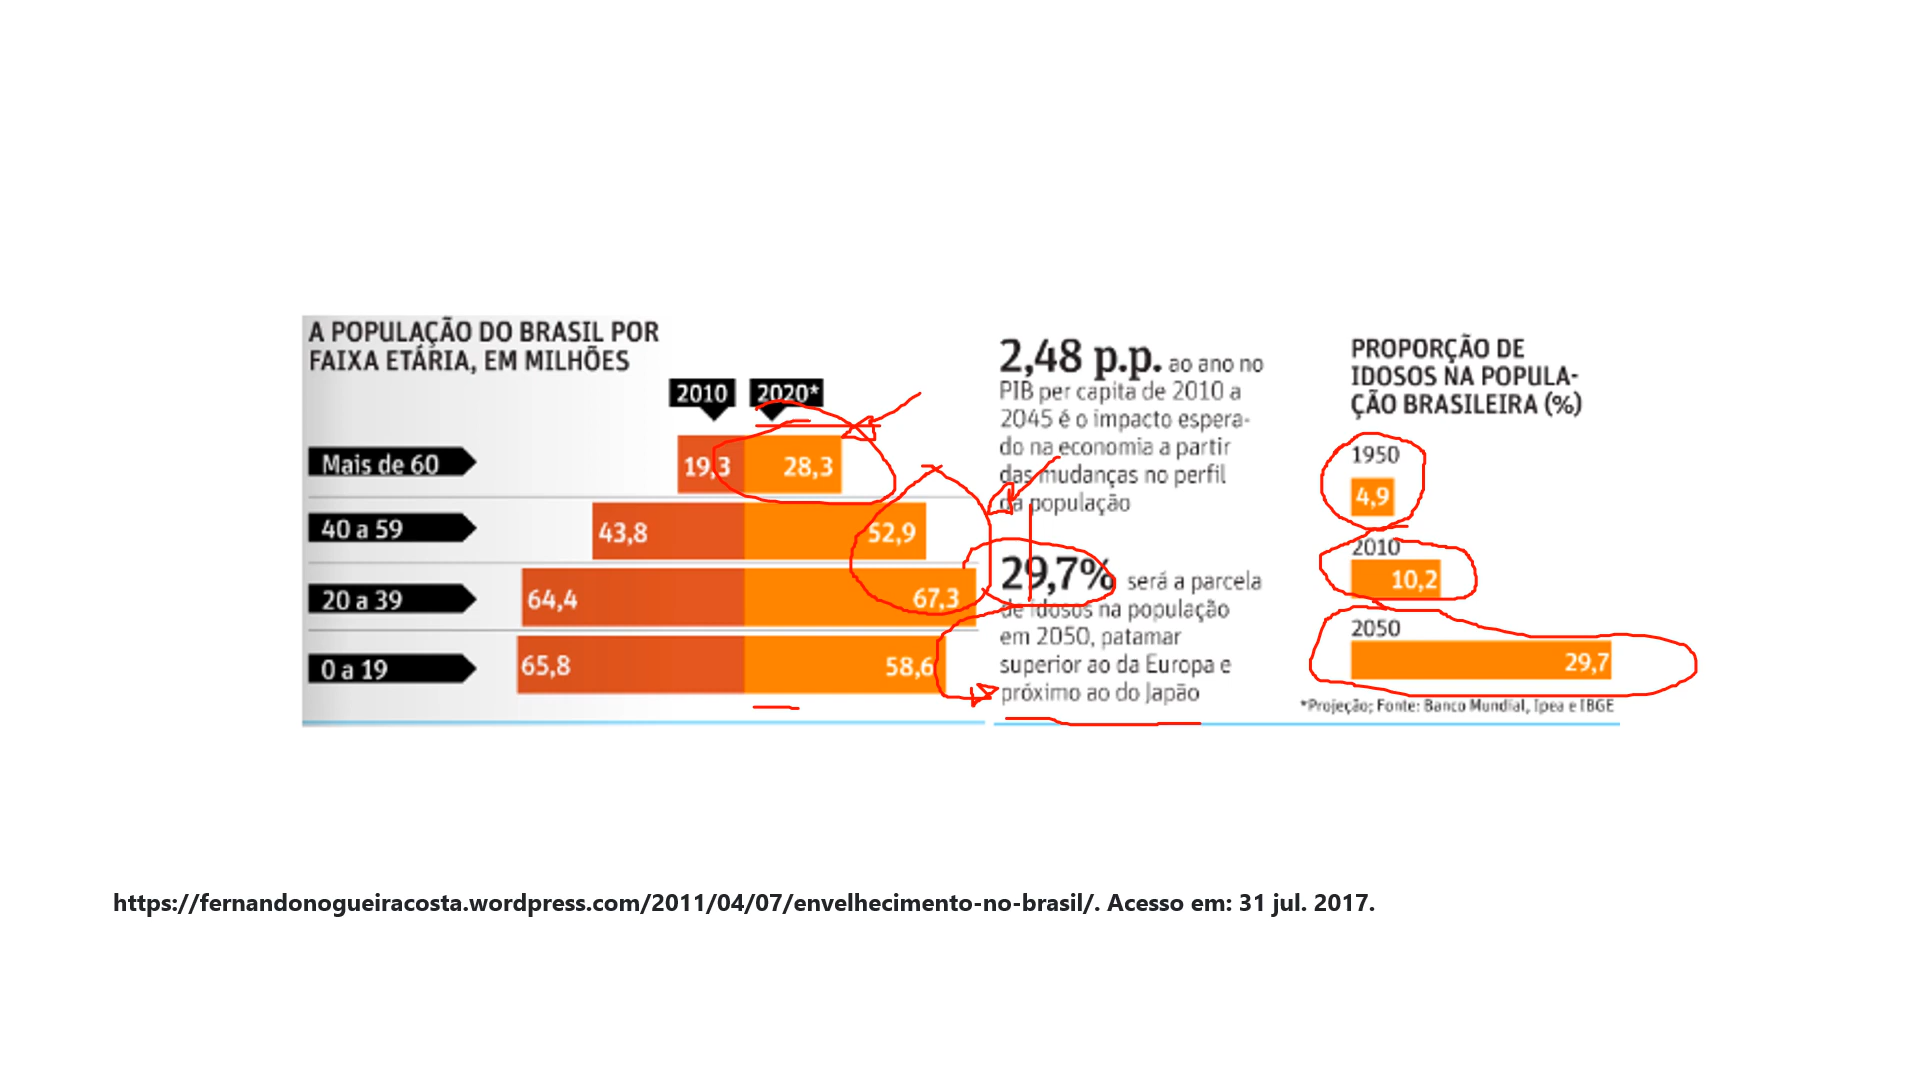 A POPULAÇÃO DO BRASIL POR
FAIXA ETÁRIA, EM MILHÕES
2010 2020*
Mais de 60 19,3 28,3
40 a 59 43,8 52,9
20 a 39 64,4 67,3
0 a 19 65,8 58,6
2,48 p.p. ao ano no
PIB per capita de 2010 a
2045 é o impacto espera-
do na economia a partir
das mudanças no perfil
da população
29,7% será a parcela
de idosos na população
em 2050, patamar
superior ao da Europa e
próximo ao do Japão
PROPORÇÃO DE
IDOSOS NA POPULA-
ÇÃO BRASILEIRA (%)
1950
4,9
2010
10,2
2050
29,7
*Projeção; Fonte: Banco Mundial, Ipea e IBGE
https://fernandonogueiracosta.wordpress.com/2011/04/07/envelhecimento-no-brasil/. Acesso em: 31 jul. 2017.